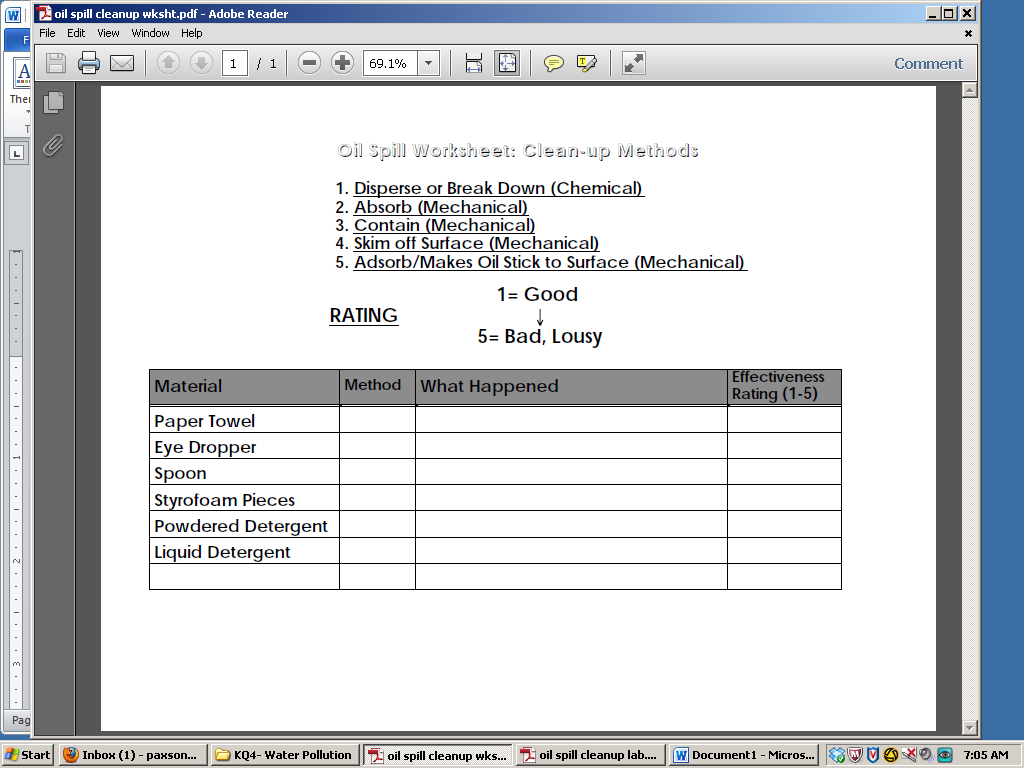 oil spill cleanup wksht.pdf - Adobe Reader
File Edit View Window Help
1 / 1 69.1% Comment
Ther
Pag
Oil Spill Worksheet: Clean-up Methods
1. Disperse or Break Down (Chemical)
2. Absorb (Mechanical)
3. Contain (Mechanical)
4. Skim off Surface (Mechanical)
5. Adsorb/Makes Oil Stick to Surface (Mechanical)
1= Good
RATING ↓
5= Bad, Lousy
Material Method What Happened Effectiveness Rating (1-5)
Paper Towel
Eye Dropper
Spoon
Styrofoam Pieces
Powdered Detergent
Liquid Detergent
Start Inbox (1) - paxson... KQ4- Water Pollution oil spill cleanup wks... oil spill cleanup lab.... Document1 - Micros... 7:05 AM